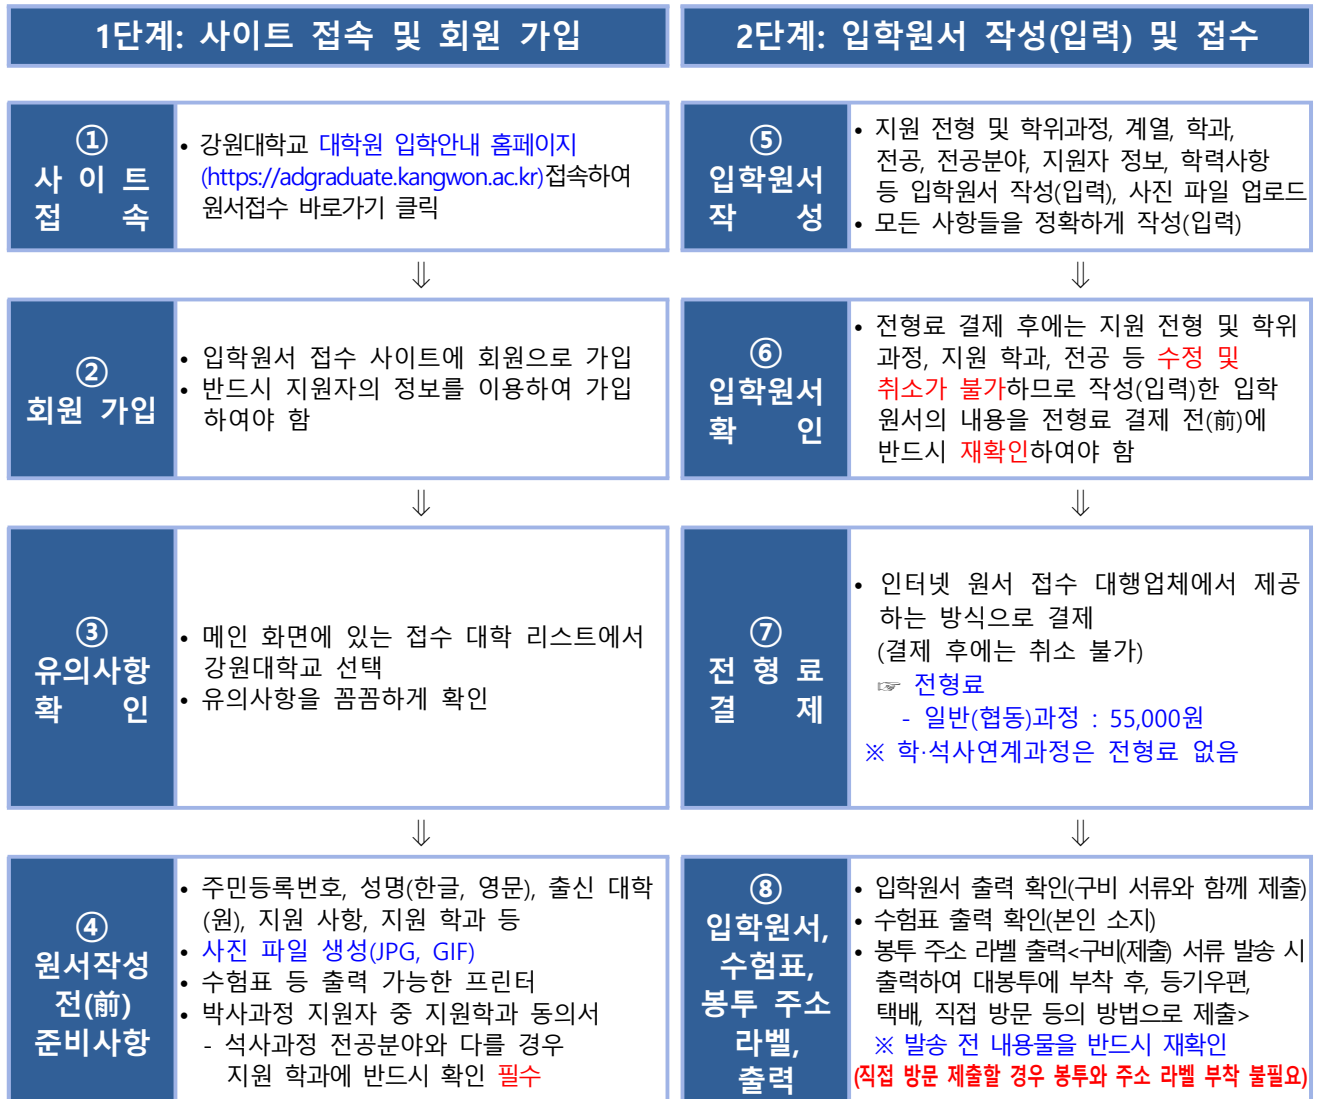 1단계: 사이트 접속 및 회원 가입
①
사 이 트
접 속
• 강원대학교 대학원 입학안내 홈페이지
(https://adgraduate.kangwon.ac.kr)접속하여
원서접수 바로가기 클릭
⇓
②
회원 가입
• 입학원서 접수 사이트에 회원으로 가입
• 반드시 지원자의 정보를 이용하여 가입
하여야 함
⇓
③
유의사항
확 인
• 메인 화면에 있는 접수 대학 리스트에서
강원대학교 선택
• 유의사항을 꼼꼼하게 확인
⇓
④
원서작성
전(前)
준비사항
• 주민등록번호, 성명(한글, 영문), 출신 대학
(원), 지원 사항, 지원 학과 등
• 사진 파일 생성(JPG, GIF)
• 수험표 등 출력 가능한 프린터
• 박사과정 지원자 중 지원학과 동의서
- 석사과정 전공분야와 다를 경우
지원 학과에 반드시 확인 필수
2단계: 입학원서 작성(입력) 및 접수
⑤
입학원서
작 성
• 지원 전형 및 학위과정, 계열, 학과,
전공, 전공분야, 지원자 정보, 학력사항
등 입학원서 작성(입력), 사진 파일 업로드
• 모든 사항들을 정확하게 작성(입력)
⇓
⑥
입학원서
확 인
• 전형료 결제 후에는 지원 전형 및 학위
과정, 지원 학과, 전공 등 수정 및
취소가 불가하므로 작성(입력)한 입학
원서의 내용을 전형료 결제 전(前)에
반드시 재확인하여야 함
⇓
⑦
전 형 료
결 제
• 인터넷 원서 접수 대행업체에서 제공
하는 방식으로 결제
(결제 후에는 취소 불가)
☞ 전형료
- 일반(협동)과정 : 55,000원
※ 학·석사연계과정은 전형료 없음
⇓
⑧
입학원서,
수험표,
봉투 주소
라벨,
출력
• 입학원서 출력 확인(구비 서류와 함께 제출)
• 수험표 출력 확인(본인 소지)
• 봉투 주소 라벨 출력<구비(제출) 서류 발송 시
출력하여 대봉투에 부착 후, 등기우편,
택배, 직접 방문 등의 방법으로 제출>
※ 발송 전 내용물을 반드시 재확인
(직접 방문 제출할 경우 봉투와 주소 라벨 부착 불필요)